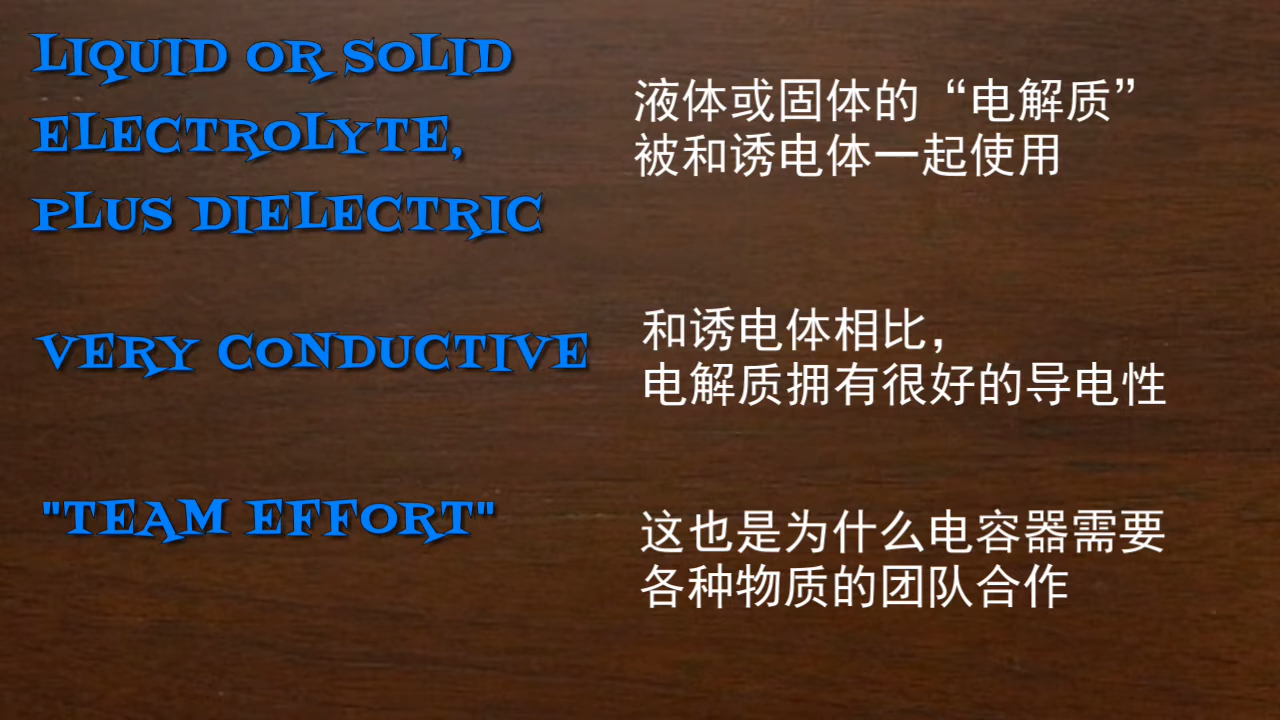 LIQUID OR SOLID
ELECTROLYTE,
PLUS DIELECTRIC
液体或固体的“电解质”
被和诱电体一起使用
VERY CONDUCTIVE
和诱电体相比，
电解质拥有很好的导电性
"TEAM EFFORT"
这也是为什么电容器需要
各种物质的团队合作